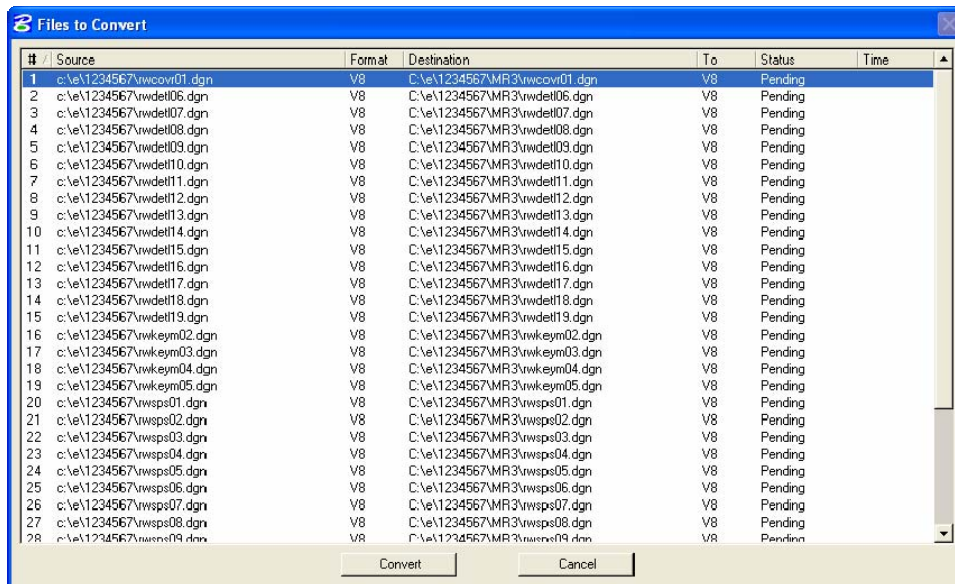 Files to Convert
# / Source Format Destination To Status Time
1 c:\e\1234567\rwcovr01.dgn V8 C:\e\1234567\MR3\rwcovr01.dgn V8 Pending
2 c:\e\1234567\rwdetl06.dgn V8 C:\e\1234567\MR3\rwdetl06.dgn V8 Pending
3 c:\e\1234567\rwdetl07.dgn V8 C:\e\1234567\MR3\rwdetl07.dgn V8 Pending
4 c:\e\1234567\rwdetl08.dgn V8 C:\e\1234567\MR3\rwdetl08.dgn V8 Pending
5 c:\e\1234567\rwdetl09.dgn V8 C:\e\1234567\MR3\rwdetl09.dgn V8 Pending
6 c:\e\1234567\rwdetl10.dgn V8 C:\e\1234567\MR3\rwdetl10.dgn V8 Pending
7 c:\e\1234567\rwdetl11.dgn V8 C:\e\1234567\MR3\rwdetl11.dgn V8 Pending
8 c:\e\1234567\rwdetl12.dgn V8 C:\e\1234567\MR3\rwdetl12.dgn V8 Pending
9 c:\e\1234567\rwdetl13.dgn V8 C:\e\1234567\MR3\rwdetl13.dgn V8 Pending
10 c:\e\1234567\rwdetl14.dgn V8 C:\e\1234567\MR3\rwdetl14.dgn V8 Pending
11 c:\e\1234567\rwdetl15.dgn V8 C:\e\1234567\MR3\rwdetl15.dgn V8 Pending
12 c:\e\1234567\rwdetl16.dgn V8 C:\e\1234567\MR3\rwdetl16.dgn V8 Pending
13 c:\e\1234567\rwdetl17.dgn V8 C:\e\1234567\MR3\rwdetl17.dgn V8 Pending
14 c:\e\1234567\rwdetl18.dgn V8 C:\e\1234567\MR3\rwdetl18.dgn V8 Pending
15 c:\e\1234567\rwdetl19.dgn V8 C:\e\1234567\MR3\rwdetl19.dgn V8 Pending
16 c:\e\1234567\rwkeym02.dgn V8 C:\e\1234567\MR3\rwkeym02.dgn V8 Pending
17 c:\e\1234567\rwkeym03.dgn V8 C:\e\1234567\MR3\rwkeym03.dgn V8 Pending
18 c:\e\1234567\rwkeym04.dgn V8 C:\e\1234567\MR3\rwkeym04.dgn V8 Pending
19 c:\e\1234567\rwkeym05.dgn V8 C:\e\1234567\MR3\rwkeym05.dgn V8 Pending
20 c:\e\1234567\rwsps01.dgn V8 C:\e\1234567\MR3\rwsps01.dgn V8 Pending
21 c:\e\1234567\rwsps02.dgn V8 C:\e\1234567\MR3\rwsps02.dgn V8 Pending
22 c:\e\1234567\rwsps03.dgn V8 C:\e\1234567\MR3\rwsps03.dgn V8 Pending
23 c:\e\1234567\rwsps04.dgn V8 C:\e\1234567\MR3\rwsps04.dgn V8 Pending
24 c:\e\1234567\rwsps05.dgn V8 C:\e\1234567\MR3\rwsps05.dgn V8 Pending
25 c:\e\1234567\rwsps06.dgn V8 C:\e\1234567\MR3\rwsps06.dgn V8 Pending
26 c:\e\1234567\rwsps07.dgn V8 C:\e\1234567\MR3\rwsps07.dgn V8 Pending
27 c:\e\1234567\rwsps08.dgn V8 C:\e\1234567\MR3\rwsps08.dgn V8 Pending
28 c:\e\1234567\rwsps09.dgn V8 C:\e\1234567\MR3\rwsps09.dgn V8 Pending
Convert Cancel